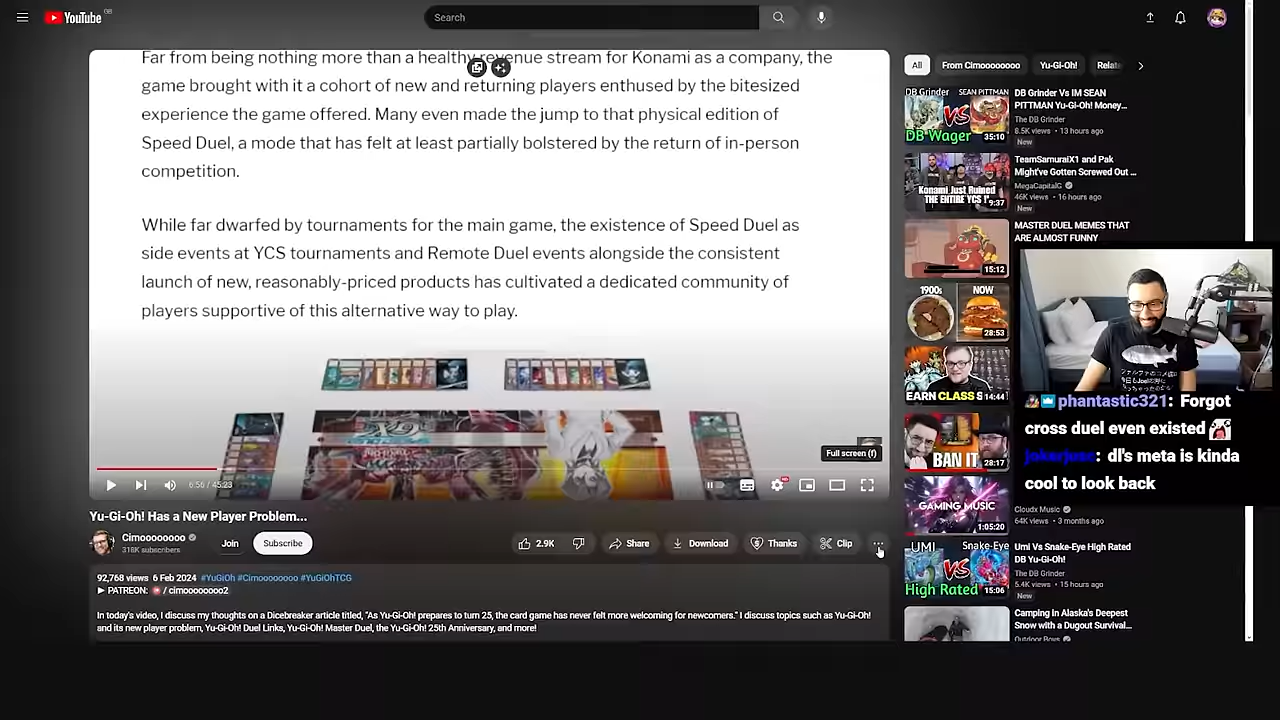 YouTube
Search
Far from being nothing more than a healthy revenue stream for Konami as a company, the
game brought with it a cohort of new and returning players enthused by the bitesized
experience the game offered. Many even made the jump to that physical edition of
Speed Duel, a mode that has felt at least partially bolstered by the return of in-person
competition.
While far dwarfed by tournaments for the main game, the existence of Speed Duel as
side events at YCS tournaments and Remote Duel events alongside the consistent
launch of new, reasonably-priced products has cultivated a dedicated community of
players supportive of this alternative way to play.
Full screen (f)
6:56 / 45:23
Yu-Gi-Oh! Has a New Player Problem...
Cimoooooooo
318K subscribers
Join
Subscribe
2.9K
Share
Download
Thanks
Clip
92,768 views 6 Feb 2024 #YuGiOh #Cimoooooooo #YuGiOhTCG
► PATREON: / cimoooooooo2
In today's video, I discuss my thoughts on a Dicebreaker article titled, "As Yu-Gi-Oh! prepares to turn 25, the card game has never felt more welcoming for newcomers." I discuss topics such as Yu-Gi-Oh!
and its new player problem, Yu-Gi-Oh! Duel Links, Yu-Gi-Oh! Master Duel, the Yu-Gi-Oh! 25th Anniversary, and more!
All
From Cimoooooooo
Yu-Gi-Oh!
Relat
DB Grinder
SEAN PITTMAN
VS
DB Wager
35:10
DB Grinder Vs IM SEAN
PITTMAN Yu-Gi-Oh! Money...
The DB Grinder
8.5K views • 13 hours ago
New
Konami Just Ruined
THE ENTIRE YCS !
9:37
TeamSamuraiX1 and Pak
Might've Gotten Screwed Out ...
MegaCapitalG
46K views • 16 hours ago
New
15:12
MASTER DUEL MEMES THAT
ARE ALMOST FUNNY
1900s
NOW
28:53
EARN CLASS S
14:44
BAN IT
28:17
phantastic321: Forgot
cross duel even existed
jokerjuse: dl's meta is kinda
cool to look back
GAMING MUSIC
1:05:20
Cloudx Music
64K views • 3 months ago
UMI
Snake-Eye
VS
High Rated
15:06
Umi Vs Snake-Eye High Rated
DB Yu-Gi-Oh!
The DB Grinder
5.4K views • 15 hours ago
New
Camping in Alaska's Deepest
Snow with a Dugout Survival...
Outdoor Boys